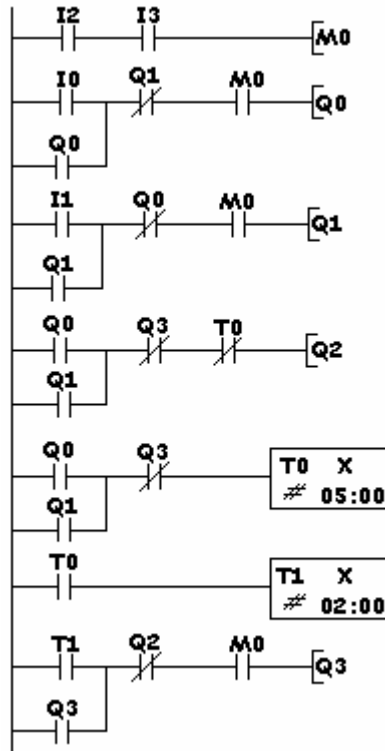 I2 I3
[M0
I0 Q1 M0
[Q0
Q0
I1 Q0 M0
[Q1
Q1
Q0 Q3 T0
[Q2
Q1
Q0 Q3
T0 X
# 05:00
Q1
T0
T1 X
# 02:00
T1 Q2 M0
[Q3
Q3